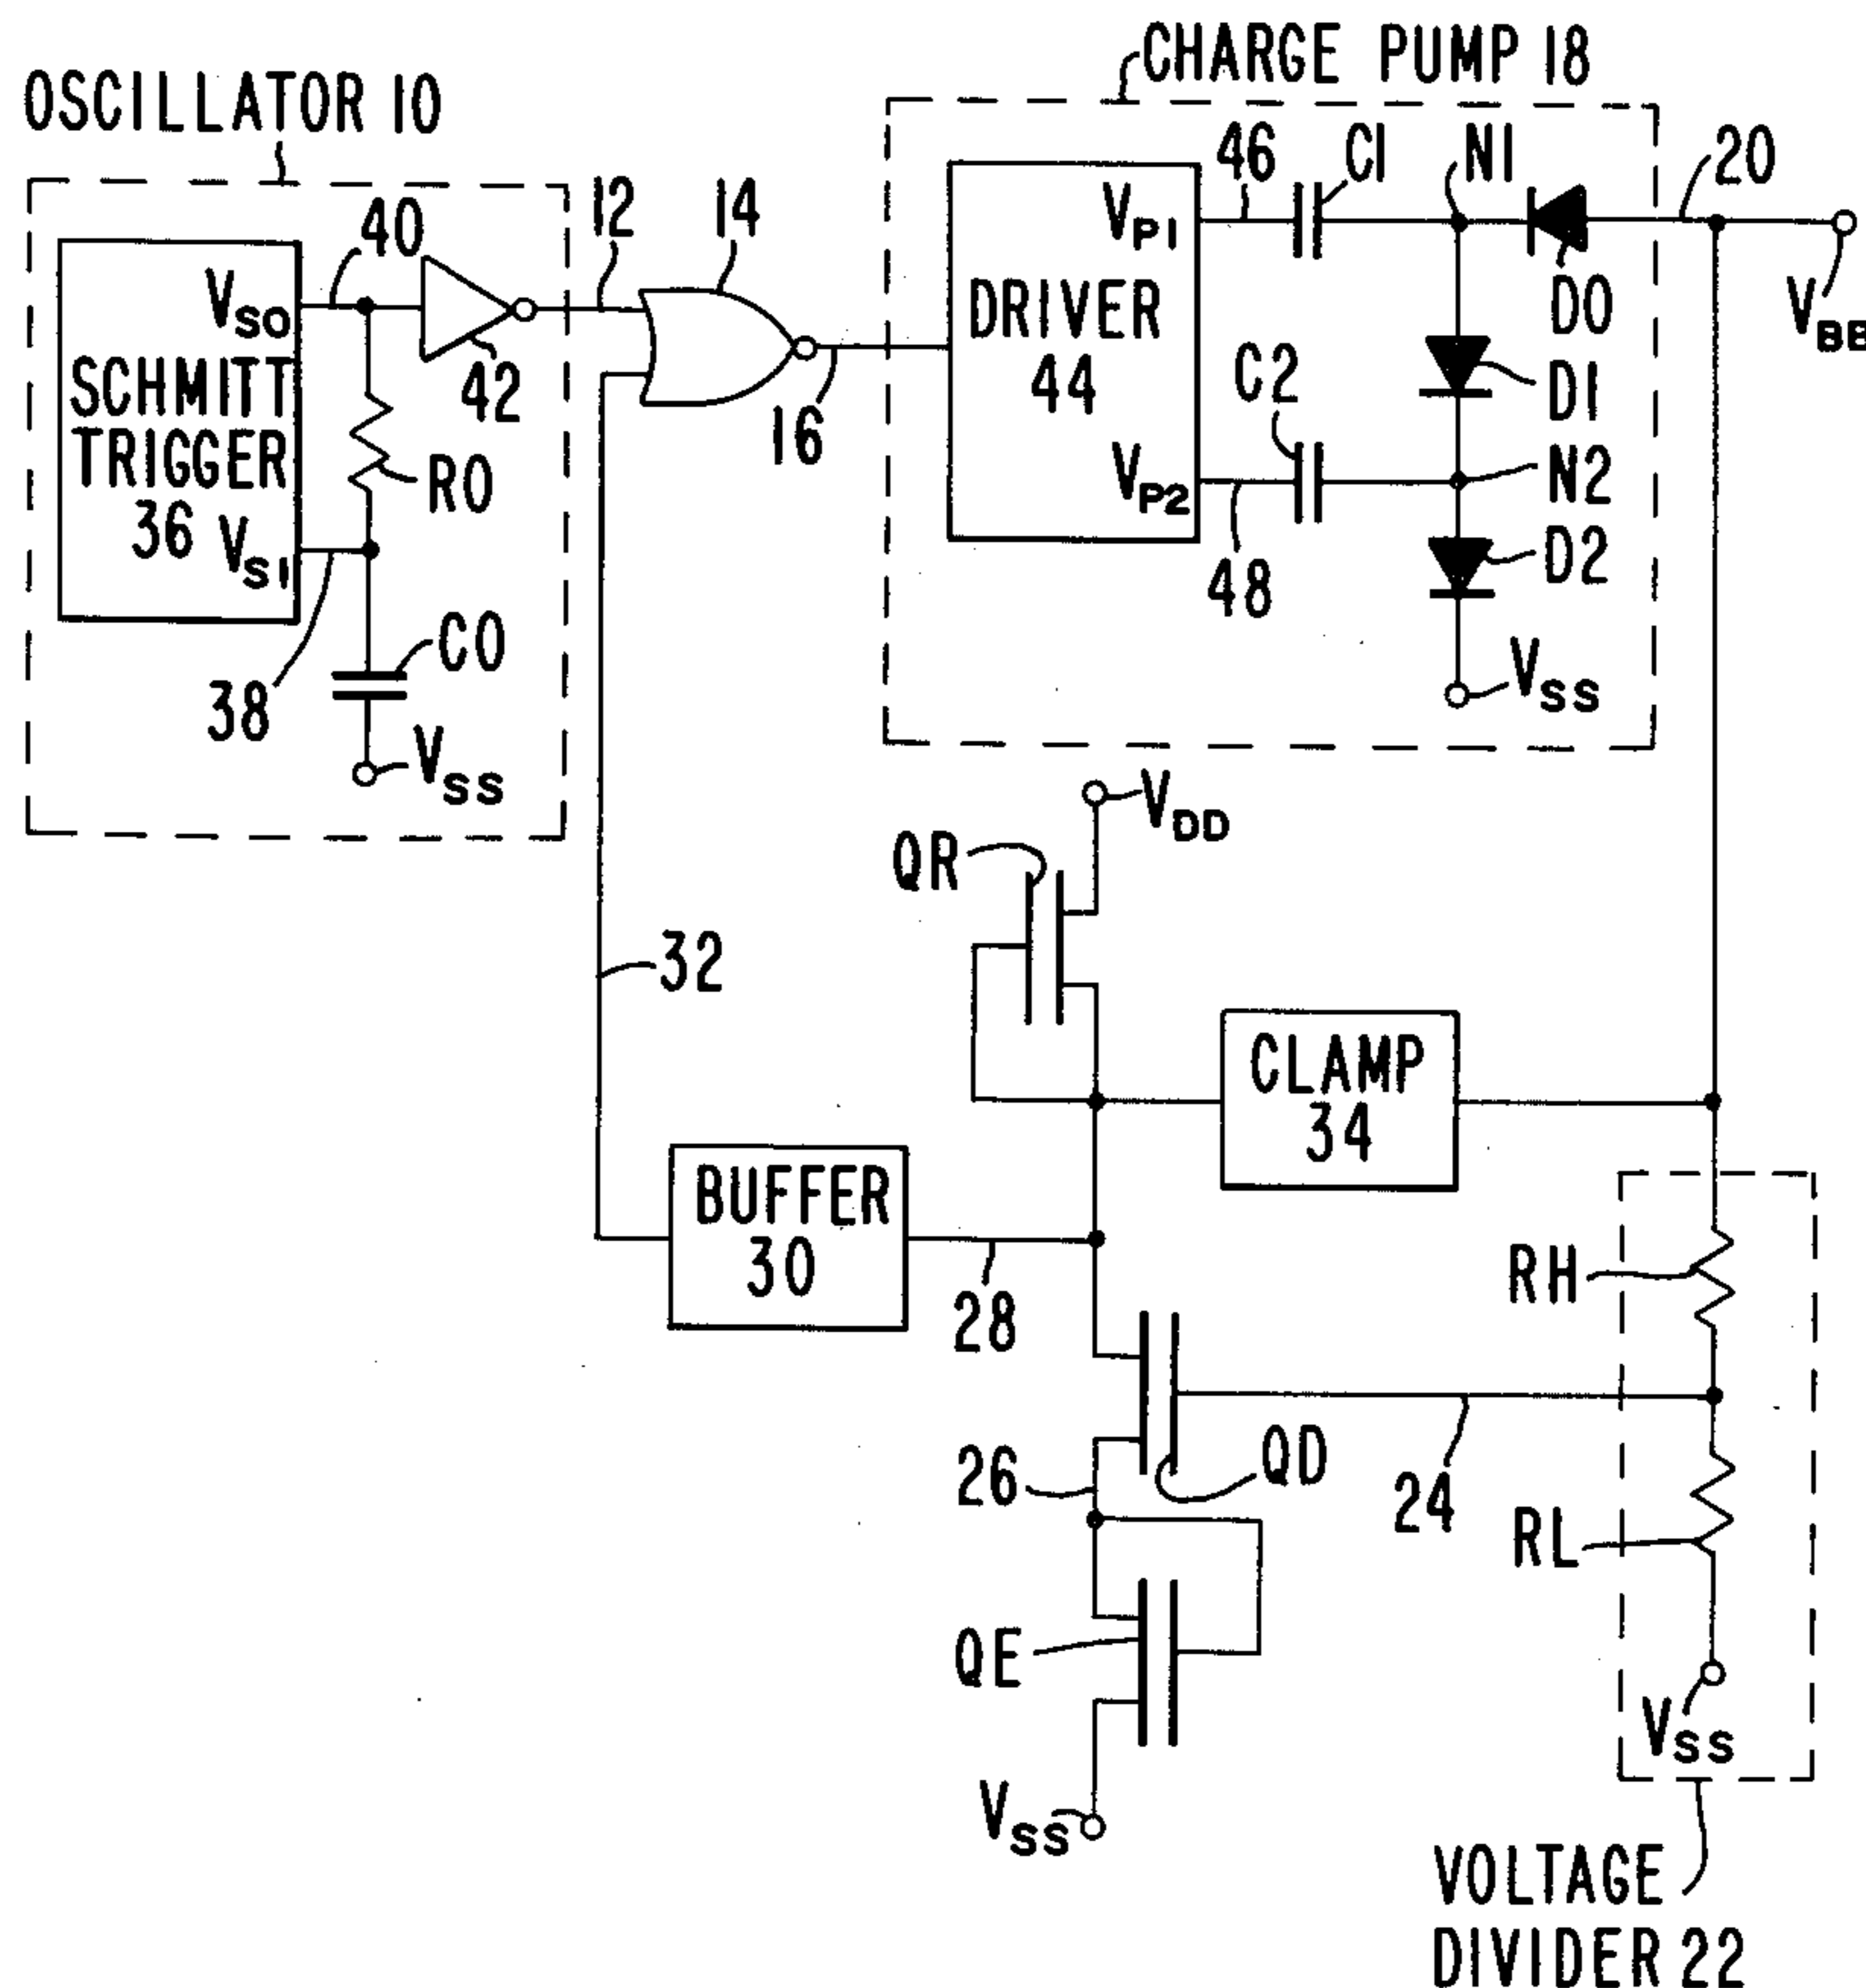 CHARGE PUMP 18
OSCILLATOR 10
40
12
14
46
C1
N1
20
V_SO
SCHMITT
TRIGGER
36
V_SI
42
R0
38
C0
V_SS
16
V_P1
DRIVER
44
V_P2
C2
48
D0
D1
N2
D2
V_SS
V_BB
V_DD
QR
32
CLAMP
34
BUFFER
30
28
RH
26
QD
24
RL
QE
V_SS
V_SS
VOLTAGE
DIVIDER 22